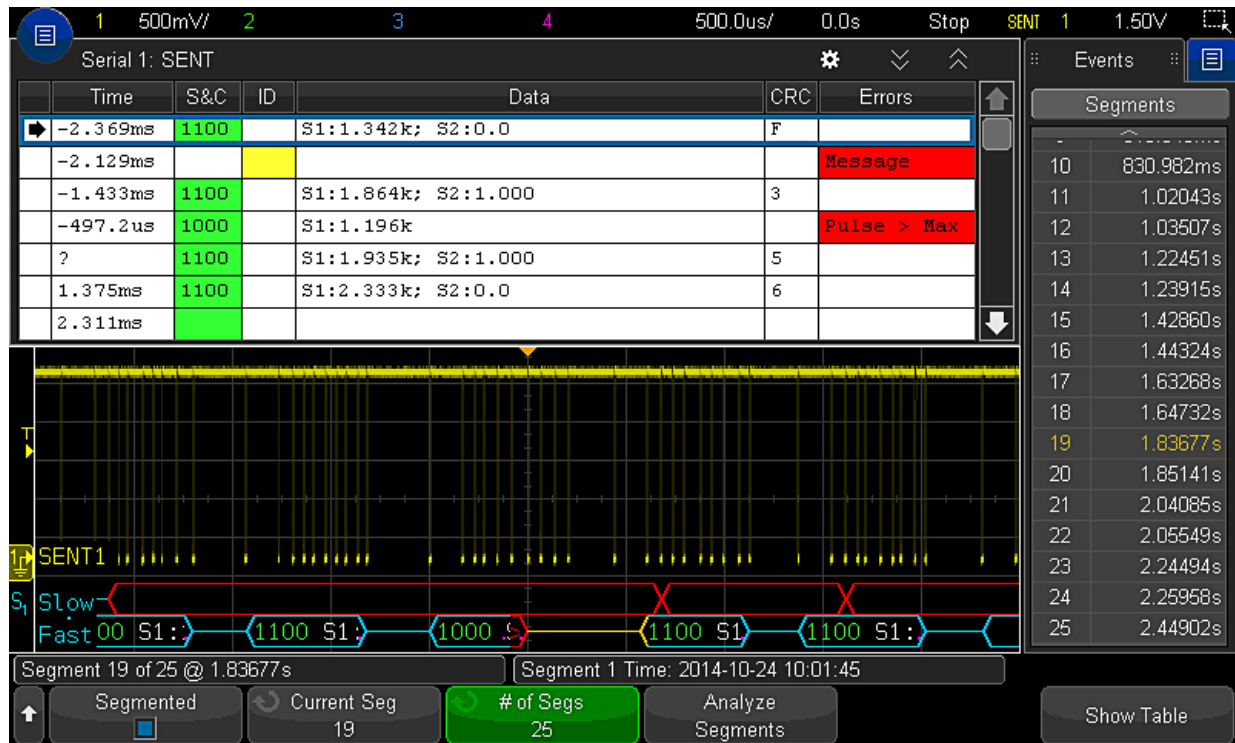 1 500mV/ 2 3 4 500.0us/ 0.0s Stop SENT 1 1.50V
Serial 1: SENT
Time S&C ID Data CRC Errors
-2.369ms 1100 S1:1.342k; S2:0.0 F
-2.129ms Message
-1.433ms 1100 S1:1.864k; S2:1.000 3
-497.2us 1000 S1:1.196k Pulse > Max
? 1100 S1:1.935k; S2:1.000 5
1.375ms 1100 S1:2.333k; S2:0.0 6
2.311ms
Events
Segments
10 830.982ms
11 1.02043s
12 1.03507s
13 1.22451s
14 1.23915s
15 1.42860s
16 1.44324s
17 1.63268s
18 1.64732s
19 1.83677s
20 1.85141s
21 2.04085s
22 2.05549s
23 2.24494s
24 2.25958s
25 2.44902s
T
1 SENT1
S1 Slow
Fast 00 S1: 1100 S1: 1000 1100 S1 1100 S1:
Segment 19 of 25 @ 1.83677s
Segment 1 Time: 2014-10-24 10:01:45
Segmented
Current Seg
19
# of Segs
25
Analyze
Segments
Show Table